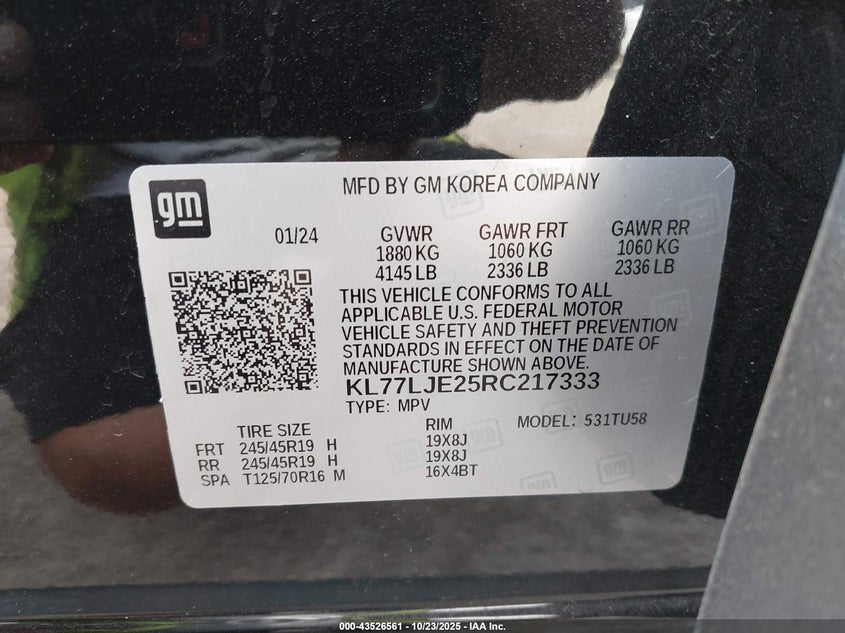 gm
MFD BY GM KOREA COMPANY
01/24 GVWR GAWR FRT GAWR RR
1880 KG 1060 KG 1060 KG
4145 LB 2336 LB 2336 LB
THIS VEHICLE CONFORMS TO ALL
APPLICABLE U.S. FEDERAL MOTOR
VEHICLE SAFETY AND THEFT PREVENTION
STANDARDS IN EFFECT ON THE DATE OF
MANUFACTURE SHOWN ABOVE.
KL77LJE25RC217333
TYPE: MPV
TIRE SIZE RIM MODEL: 531TU58
FRT 245/45R19 H 19X8J
RR 245/45R19 H 19X8J
SPA T125/70R16 M 16X4BT
000-43526561 - 10/23/2025 - IAA Inc.